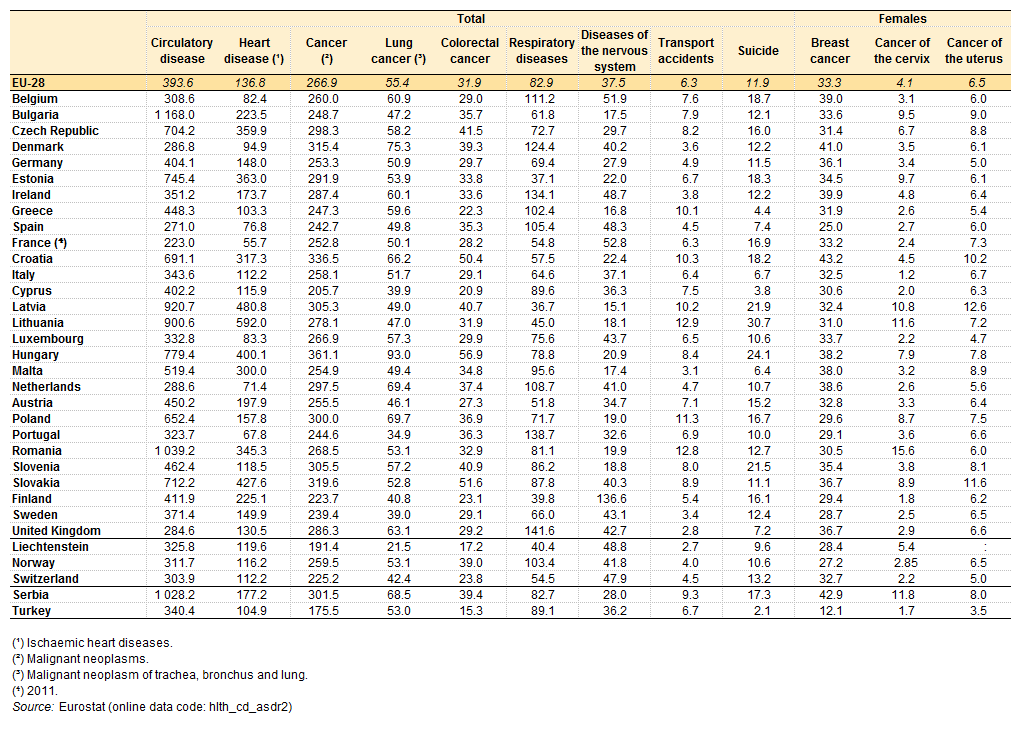 Total Females
Circulatory disease Heart disease (¹) Cancer (²) Lung cancer (³) Colorectal cancer Respiratory diseases Diseases of the nervous system Transport accidents Suicide Breast cancer Cancer of the cervix Cancer of the uterus
EU-28 393.6 136.8 266.9 55.4 31.9 82.9 37.5 6.3 11.9 33.3 4.1 6.5
Belgium 308.6 82.4 260.0 60.9 29.0 111.2 51.9 7.6 18.7 39.0 3.1 6.0
Bulgaria 1 168.0 223.5 248.7 47.2 35.7 61.8 17.5 7.9 12.1 33.6 9.5 9.0
Czech Republic 704.2 359.9 298.3 58.2 41.5 72.7 29.7 8.2 16.0 31.4 6.7 8.8
Denmark 286.8 94.9 315.4 75.3 39.3 124.4 40.2 3.6 12.2 41.0 3.5 6.1
Germany 404.1 148.0 253.3 50.9 29.7 69.4 27.9 4.9 11.5 36.1 3.4 5.0
Estonia 745.4 363.0 291.9 53.9 33.8 37.1 22.0 6.7 18.3 34.5 9.7 6.1
Ireland 351.2 173.7 287.4 60.1 33.6 134.1 48.7 3.8 12.2 39.9 4.8 6.4
Greece 448.3 103.3 247.3 59.6 22.3 102.4 16.8 10.1 4.4 31.9 2.6 5.4
Spain 271.0 76.8 242.7 49.8 35.3 105.4 48.3 4.5 7.4 25.0 2.7 6.0
France (⁴) 223.0 55.7 252.8 50.1 28.2 54.8 52.8 6.3 16.9 33.2 2.4 7.3
Croatia 691.1 317.3 336.5 66.2 50.4 57.5 22.4 10.3 18.2 43.2 4.5 10.2
Italy 343.6 112.2 258.1 51.7 29.1 64.6 37.1 6.4 6.7 32.5 1.2 6.7
Cyprus 402.2 115.9 205.7 39.9 20.9 89.6 36.3 7.5 3.8 30.6 2.0 6.3
Latvia 920.7 480.8 305.3 49.0 40.7 36.7 15.1 10.2 21.9 32.4 10.8 12.6
Lithuania 900.6 592.0 278.1 47.0 31.9 45.0 18.1 12.9 30.7 31.0 11.6 7.2
Luxembourg 332.8 83.3 266.9 57.3 29.9 75.6 43.7 6.5 10.6 33.7 2.2 4.7
Hungary 779.4 400.1 361.1 93.0 56.9 78.8 20.9 8.4 24.1 38.2 7.9 7.8
Malta 519.4 300.0 254.9 49.4 34.8 95.6 17.4 3.1 6.4 38.0 3.2 8.9
Netherlands 288.6 71.4 297.5 69.4 37.4 108.7 41.0 4.7 10.7 38.6 2.6 5.6
Austria 450.2 197.9 255.5 46.1 27.3 51.8 34.7 7.1 15.2 32.8 3.3 6.4
Poland 652.4 157.8 300.0 69.7 36.9 71.7 19.0 11.3 16.7 29.6 8.7 7.5
Portugal 323.7 67.8 244.6 34.9 36.3 138.7 32.6 6.9 10.0 29.1 3.6 6.6
Romania 1 039.2 345.3 268.5 53.1 32.9 81.1 19.9 12.8 12.7 30.5 15.6 6.0
Slovenia 462.4 118.5 305.5 57.2 40.9 86.2 18.8 8.0 21.5 35.4 3.8 8.1
Slovakia 712.2 427.6 319.6 52.8 51.6 87.8 40.3 8.9 11.1 36.7 8.9 11.6
Finland 411.9 225.1 223.7 40.8 23.1 39.8 136.6 5.4 16.1 29.4 1.8 6.2
Sweden 371.4 149.9 239.4 39.0 29.1 66.0 43.1 3.4 12.4 28.7 2.5 6.5
United Kingdom 284.6 130.5 286.3 63.1 29.2 141.6 42.7 2.8 7.2 36.7 2.9 6.6
Liechtenstein 325.8 119.6 191.4 21.5 17.2 40.4 48.8 2.7 9.6 28.4 5.4 :
Norway 311.7 116.2 259.5 53.1 39.0 103.4 41.8 4.0 10.6 27.2 2.85 6.5
Switzerland 303.9 112.2 225.2 42.4 23.8 54.5 47.9 4.5 13.2 32.7 2.2 5.0
Serbia 1 028.2 177.2 301.5 68.5 39.4 82.7 28.0 9.3 17.3 42.9 11.8 8.0
Turkey 340.4 104.9 175.5 53.0 15.3 89.1 36.2 6.7 2.1 12.1 1.7 3.5
(¹) Ischaemic heart diseases.
(²) Malignant neoplasms.
(³) Malignant neoplasm of trachea, bronchus and lung.
(⁴) 2011.
Source: Eurostat (online data code: hlth_cd_asdr2)